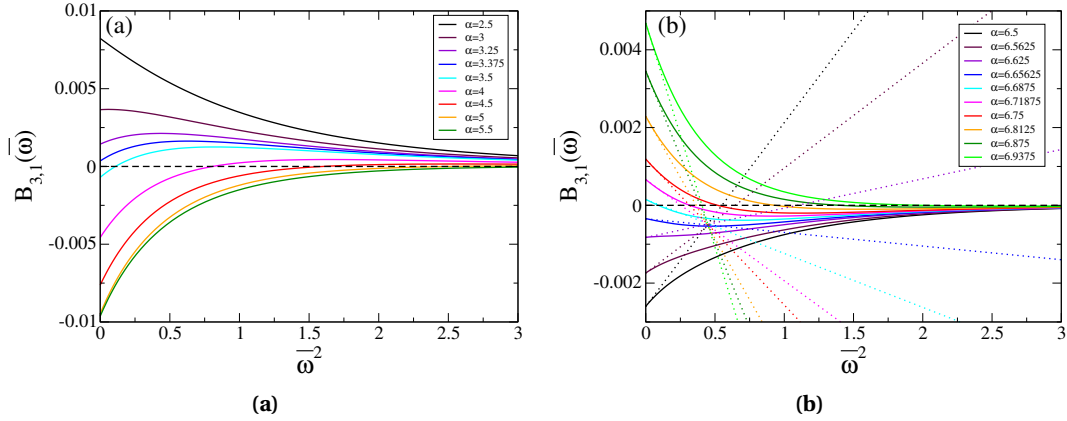 (a)
0.01
0.005
0
-0.005
-0.01
B3,1(ω̅)
α=2.5
α=3
α=3.25
α=3.375
α=3.5
α=4
α=4.5
α=5
α=5.5
0 0.5 1 1.5 2 2.5 3
ω̅²
(a)
(b)
0.004
0.002
0
-0.002
B3,1(ω̅)
α=6.5
α=6.5625
α=6.625
α=6.65625
α=6.6875
α=6.71875
α=6.75
α=6.8125
α=6.875
α=6.9375
0 0.5 1 1.5 2 2.5 3
ω̅²
(b)